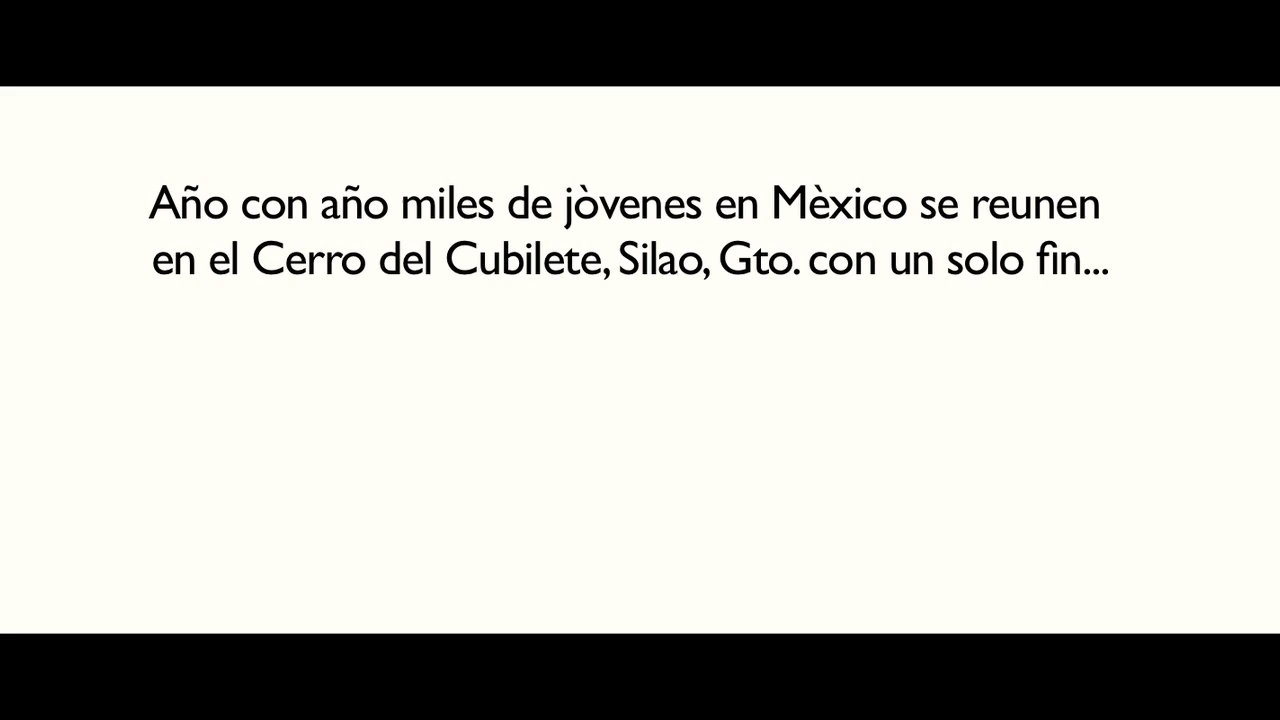 Año con año miles de jòvenes en Mèxico se reunen
en el Cerro del Cubilete, Silao, Gto. con un solo fin...